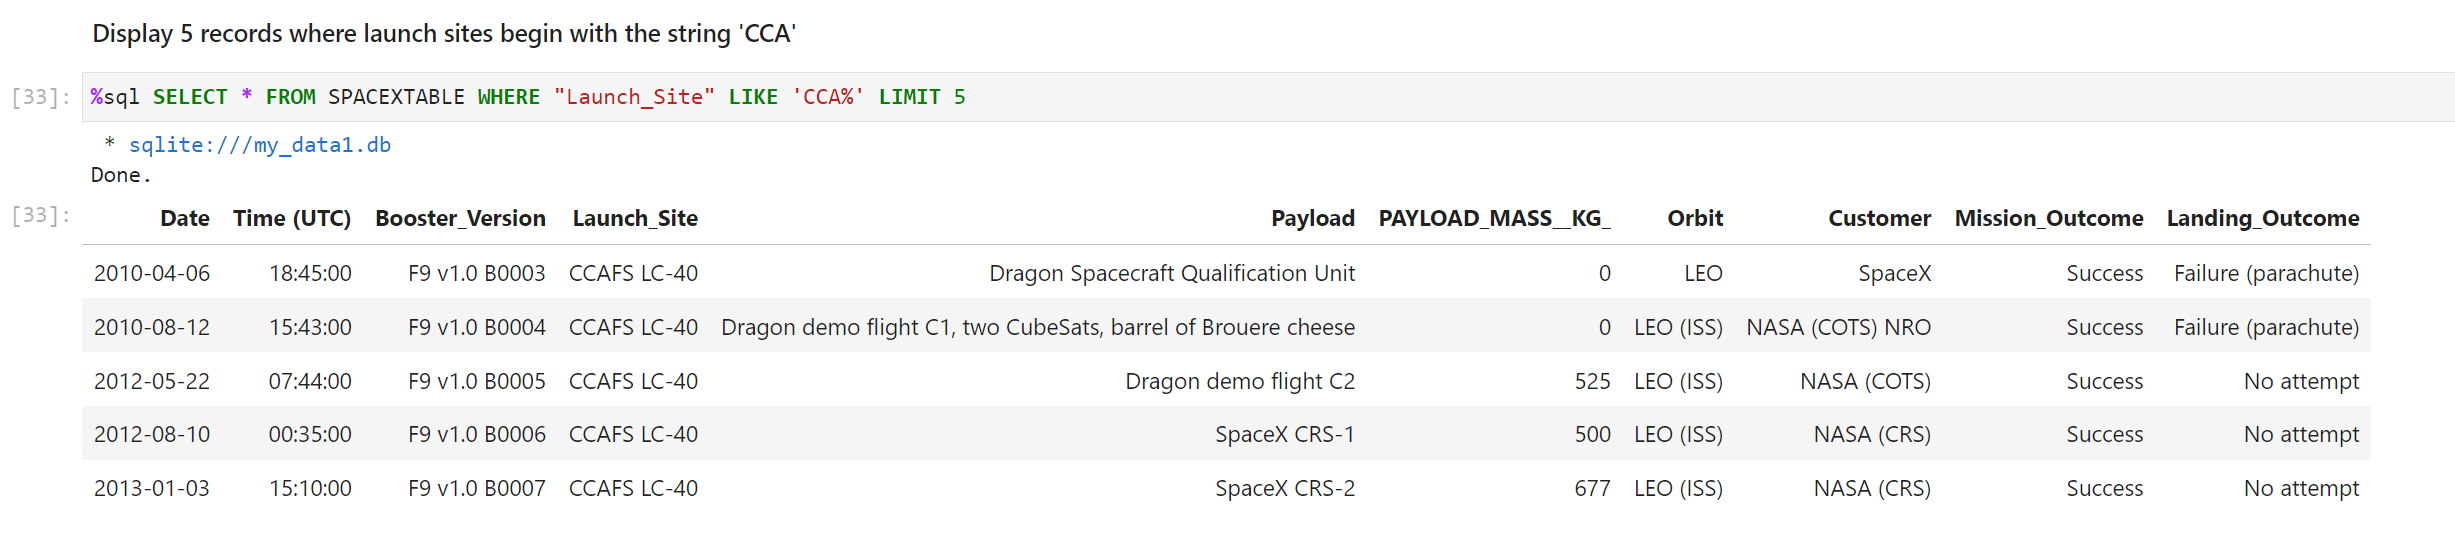 Display 5 records where launch sites begin with the string 'CCA'
[33]: %sql SELECT * FROM SPACEXTABLE WHERE "Launch_Site" LIKE 'CCA%' LIMIT 5
* sqlite:///my_data1.db
Done.
[33]: Date Time (UTC) Booster_Version Launch_Site Payload PAYLOAD_MASS__KG_ Orbit Customer Mission_Outcome Landing_Outcome
2010-04-06 18:45:00 F9 v1.0 B0003 CCAFS LC-40 Dragon Spacecraft Qualification Unit 0 LEO SpaceX Success Failure (parachute)
2010-08-12 15:43:00 F9 v1.0 B0004 CCAFS LC-40 Dragon demo flight C1, two CubeSats, barrel of Brouere cheese 0 LEO (ISS) NASA (COTS) NRO Success Failure (parachute)
2012-05-22 07:44:00 F9 v1.0 B0005 CCAFS LC-40 Dragon demo flight C2 525 LEO (ISS) NASA (COTS) Success No attempt
2012-08-10 00:35:00 F9 v1.0 B0006 CCAFS LC-40 SpaceX CRS-1 500 LEO (ISS) NASA (CRS) Success No attempt
2013-01-03 15:10:00 F9 v1.0 B0007 CCAFS LC-40 SpaceX CRS-2 677 LEO (ISS) NASA (CRS) Success No attempt